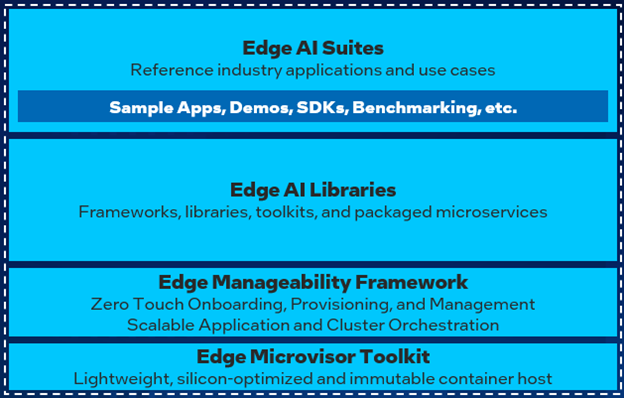 Edge AI Suites
Reference industry applications and use cases
Sample Apps, Demos, SDKs, Benchmarking, etc.
Edge AI Libraries
Frameworks, libraries, toolkits, and packaged microservices
Edge Manageability Framework
Zero Touch Onboarding, Provisioning, and Management
Scalable Application and Cluster Orchestration
Edge Microvisor Toolkit
Lightweight, silicon-optimized and immutable container host